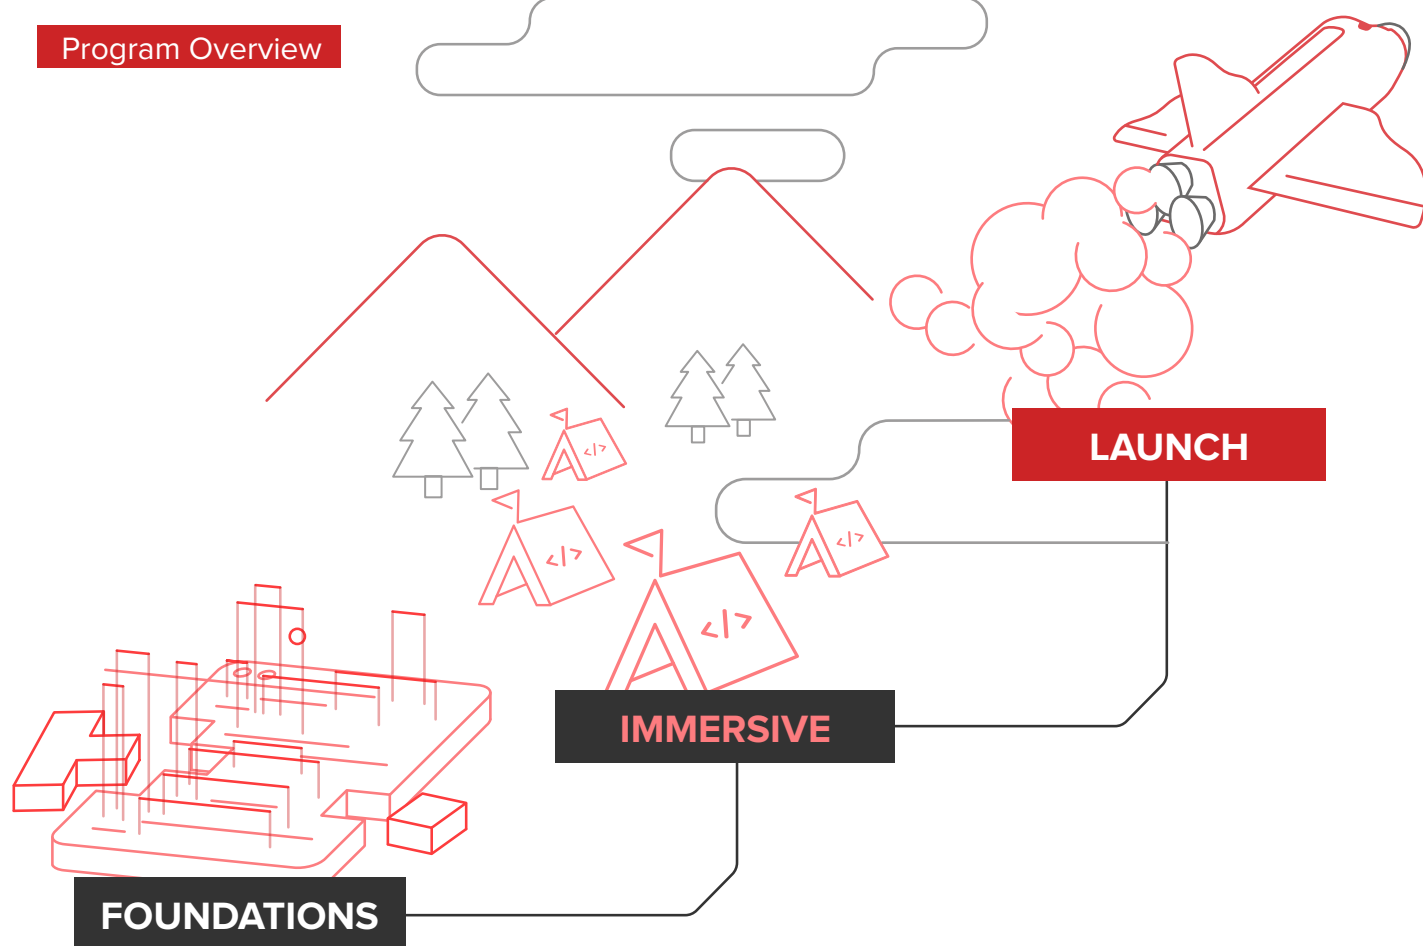 Program Overview
LAUNCH
</>
</>
</>
</>
IMMERSIVE
FOUNDATIONS